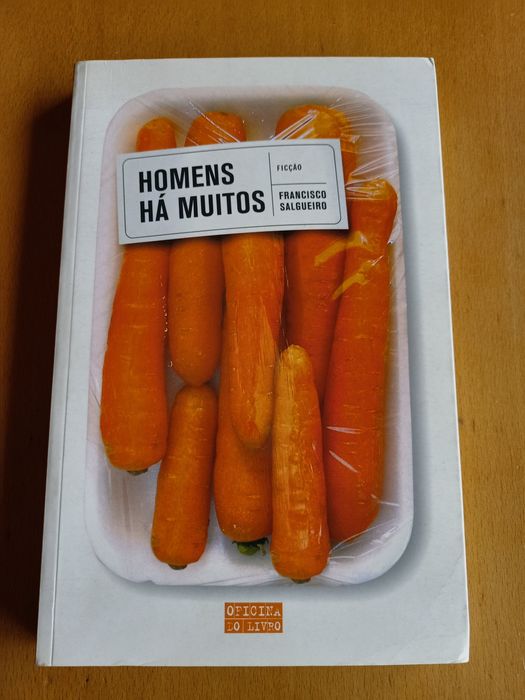 HOMENS
HÁ MUITOS
FICÇÃO
FRANCISCO
SALGUEIRO
OFICINA
DO LIVRO